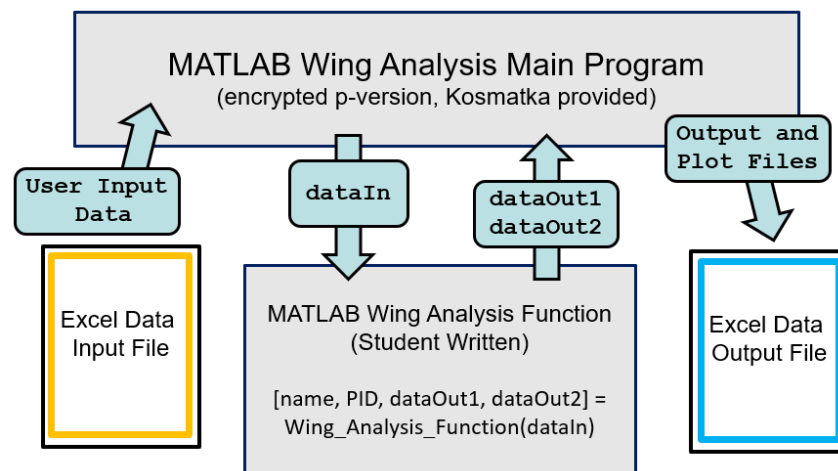 MATLAB Wing Analysis Main Program
(encrypted p-version, Kosmatka provided)
User Input
Data
dataIn
dataOut1
dataOut2
Output and
Plot Files
Excel Data
Input File
MATLAB Wing Analysis Function
(Student Written)
[name, PID, dataOut1, dataOut2] =
Wing_Analysis_Function(dataIn)
Excel Data
Output File